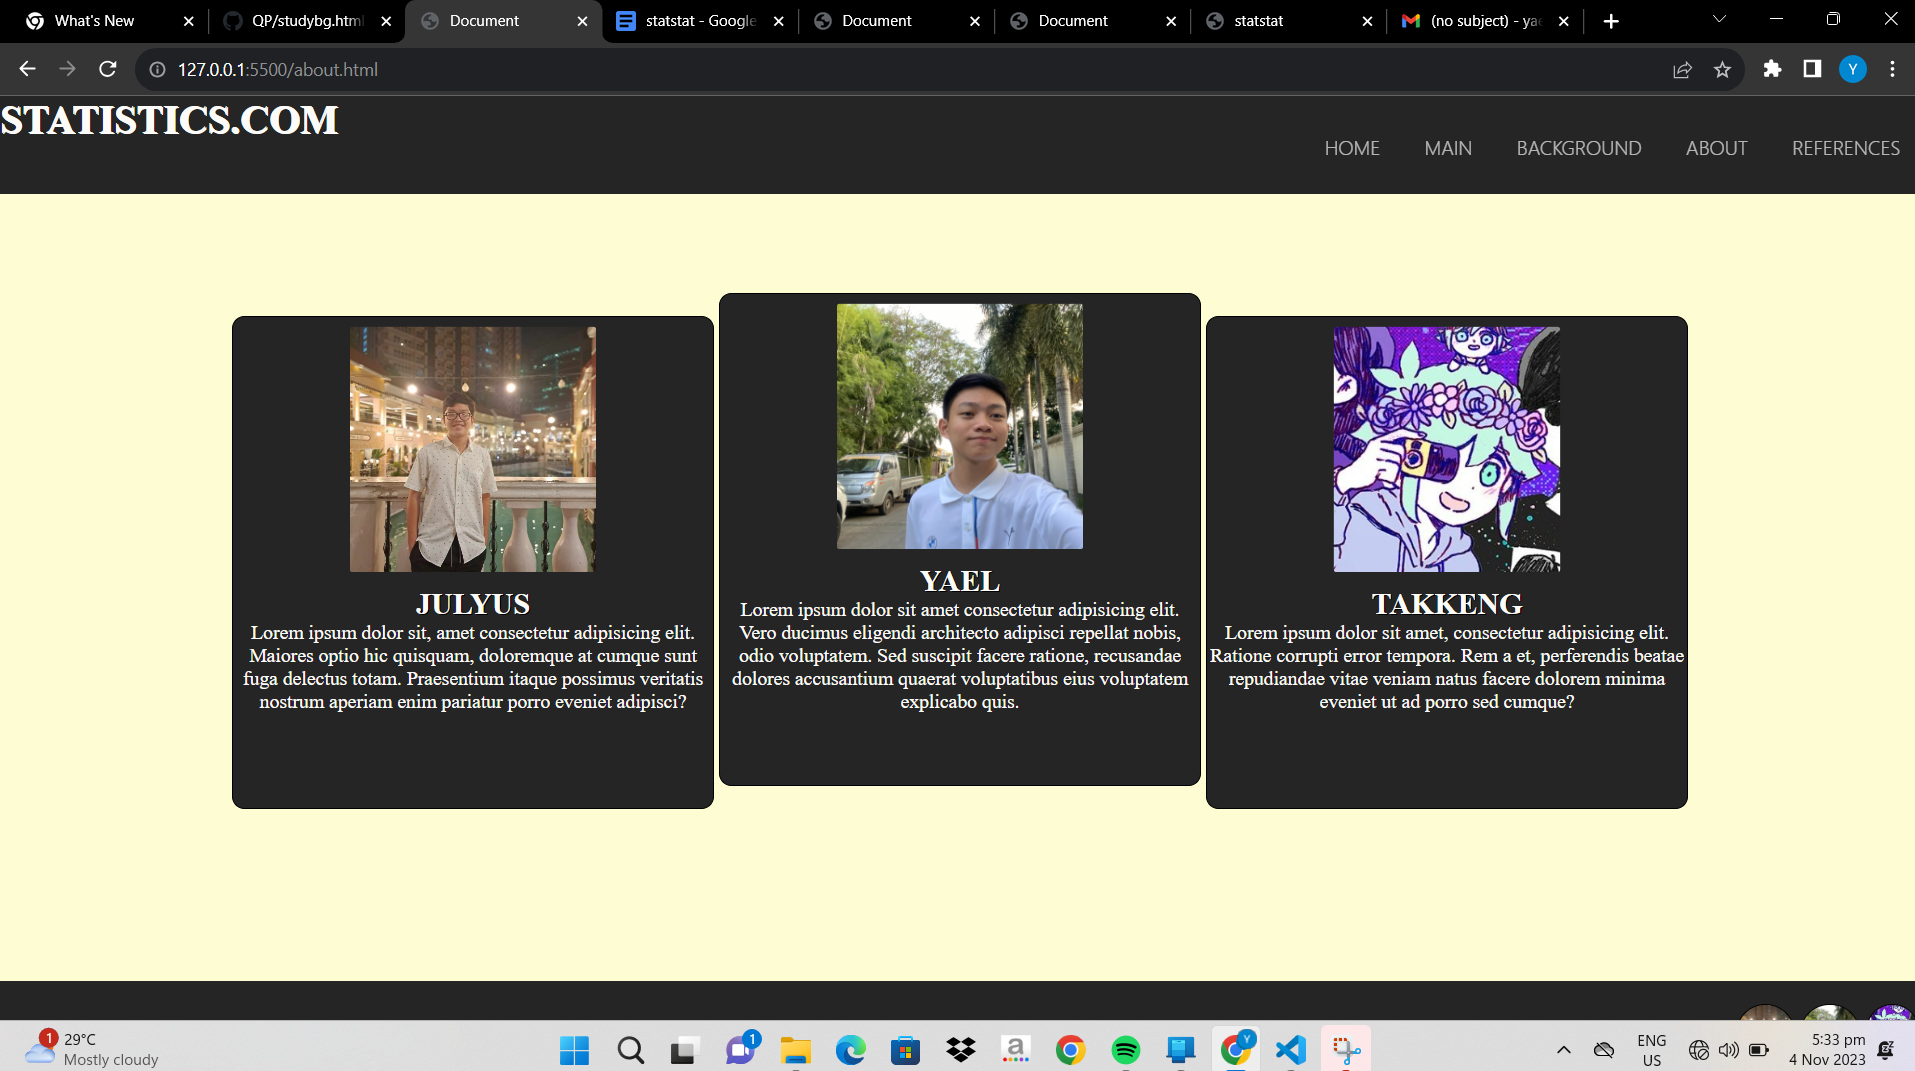 What's New
QP/studybg.html
Document
statstat - Google
Document
Document
statstat
(no subject) - yae
127.0.0.1:5500/about.html
Y
STATISTICS.COM
HOME
MAIN
BACKGROUND
ABOUT
REFERENCES
JULYUS
Lorem ipsum dolor sit, amet consectetur adipisicing elit.
Maiores optio hic quisquam, doloremque at cumque sunt
fuga delectus totam. Praesentium itaque possimus veritatis
nostrum aperiam enim pariatur porro eveniet adipisci?
YAEL
Lorem ipsum dolor sit amet consectetur adipisicing elit.
Vero ducimus eligendi architecto adipisci repellat nobis,
odio voluptatem. Sed suscipit facere ratione, recusandae
dolores accusantium quaerat voluptatibus eius voluptatem
explicabo quis.
TAKKENG
Lorem ipsum dolor sit amet, consectetur adipisicing elit.
Ratione corrupti error tempora. Rem a et, perferendis beatae
repudiandae vitae veniam natus facere dolorem minima
eveniet ut ad porro sed cumque?
1
29°C
Mostly cloudy
1
a
Y
ENG
US
5:33 pm
4 Nov 2023